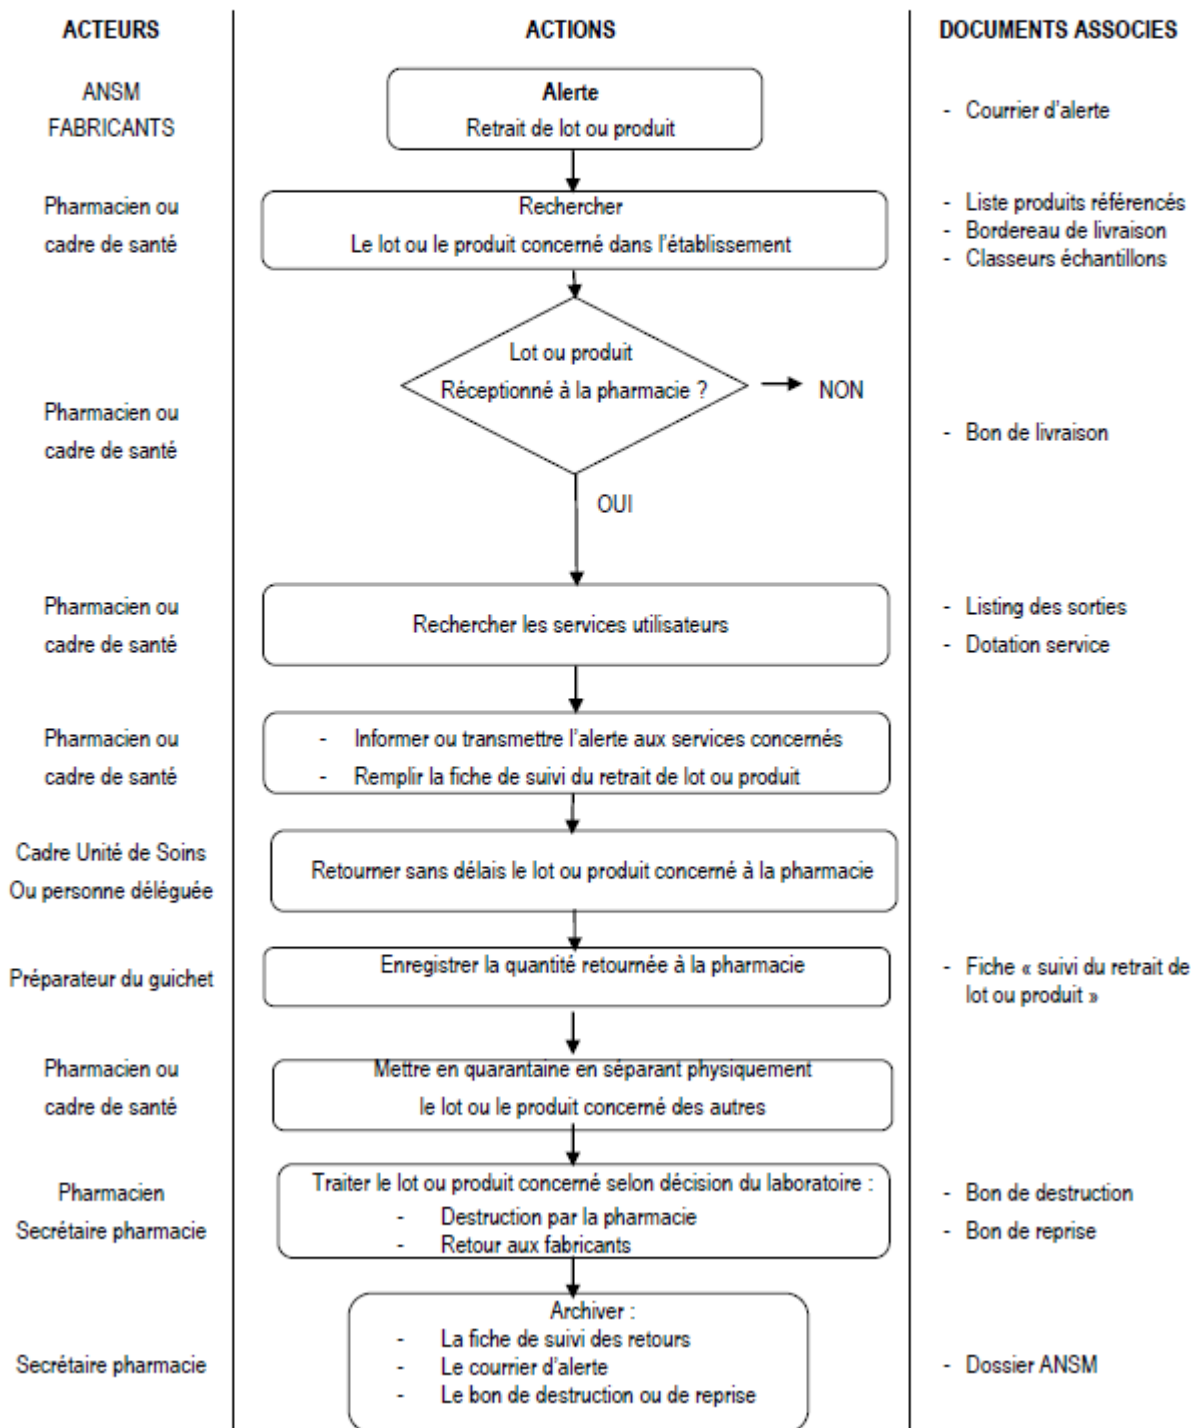 ACTEURS
ACTIONS
DOCUMENTS ASSOCIES
ANSM
FABRICANTS
Alerte
Retrait de lot ou produit
- Courrier d'alerte
Pharmacien ou
cadre de santé
Rechercher
Le lot ou le produit concerné dans l'établissement
- Liste produits référencés
- Bordereau de livraison
- Classeurs échantillons
Pharmacien ou
cadre de santé
Lot ou produit
Réceptionné à la pharmacie ?
NON
OUI
- Bon de livraison
Pharmacien ou
cadre de santé
Rechercher les services utilisateurs
- Listing des sorties
- Dotation service
Pharmacien ou
cadre de santé
- Informer ou transmettre l'alerte aux services concernés
- Remplir la fiche de suivi du retrait de lot ou produit
Cadre Unité de Soins
Ou personne déléguée
Retourner sans délais le lot ou produit concerné à la pharmacie
Préparateur du guichet
Enregistrer la quantité retournée à la pharmacie
- Fiche « suivi du retrait de
lot ou produit »
Pharmacien ou
cadre de santé
Mettre en quarantaine en séparant physiquement
le lot ou le produit concerné des autres
Pharmacien
Secrétaire pharmacie
Traiter le lot ou produit concerné selon décision du laboratoire :
- Destruction par la pharmacie
- Retour aux fabricants
- Bon de destruction
- Bon de reprise
Secrétaire pharmacie
Archiver :
- La fiche de suivi des retours
- Le courrier d'alerte
- Le bon de destruction ou de reprise
- Dossier ANSM